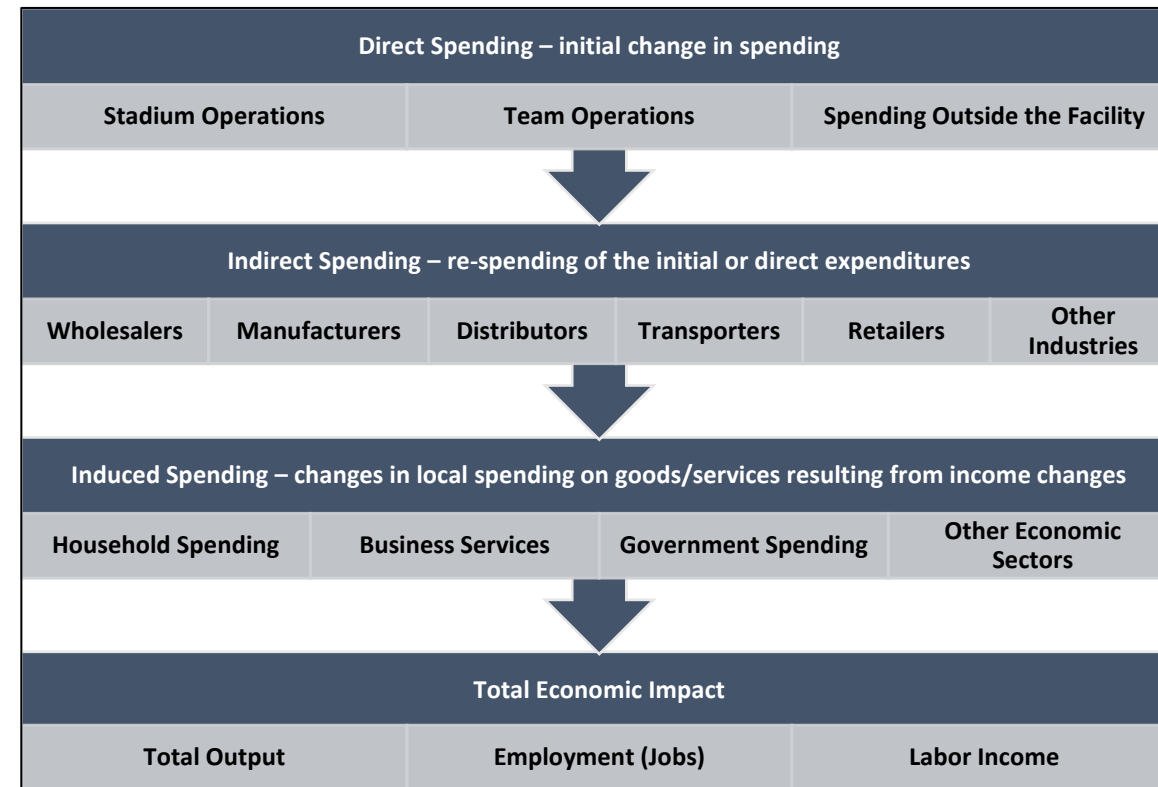 Direct Spending – initial change in spending
Stadium Operations
Team Operations
Spending Outside the Facility
Indirect Spending – re-spending of the initial or direct expenditures
Wholesalers
Manufacturers
Distributors
Transporters
Retailers
Other
Industries
Induced Spending – changes in local spending on goods/services resulting from income changes
Household Spending
Business Services
Government Spending
Other Economic
Sectors
Total Economic Impact
Total Output
Employment (Jobs)
Labor Income